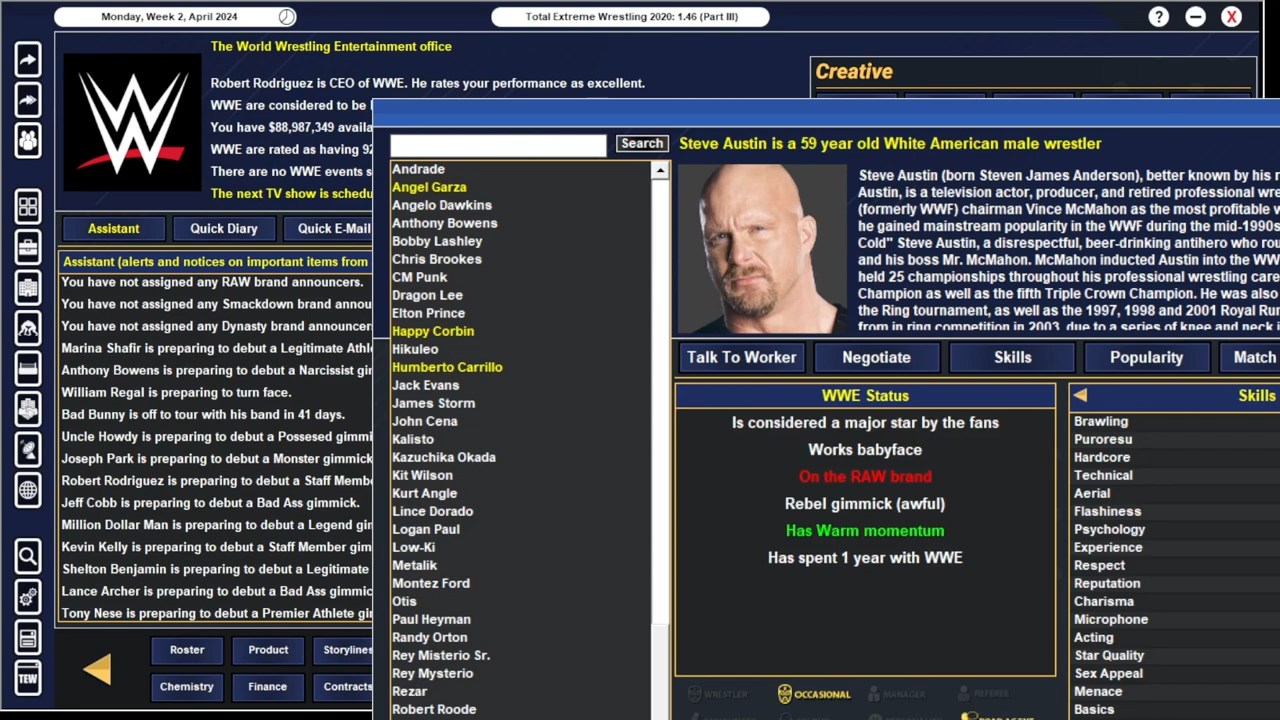 Monday, Week 2, April 2024
Total Extreme Wrestling 2020: 1.46 (Part III)
?
X
The World Wrestling Entertainment office
Robert Rodriguez is CEO of WWE. He rates your performance as excellent.
WWE are considered to be
You have $88,987,349 availa
WWE are rated as having 92
There are no WWE events s
The next TV show is schedu
Creative
Assistant
Quick Diary
Quick E-Mail
Assistant (alerts and notices on important items from
You have not assigned any RAW brand announcers.
You have not assigned any Smackdown brand annou
You have not assigned any Dynasty brand announcers
Marina Shafir is preparing to debut a Legitimate Athl
Anthony Bowens is preparing to debut a Narcissist gi
William Regal is preparing to turn face.
Bad Bunny is off to tour with his band in 41 days.
Uncle Howdy is preparing to debut a Possesed gimmi
Joseph Park is preparing to debut a Monster gimmick
Robert Rodriguez is preparing to debut a Staff Membe
Jeff Cobb is preparing to debut a Bad Ass gimmick.
Million Dollar Man is preparing to debut a Legend gi
Kevin Kelly is preparing to debut a Staff Member gim
Shelton Benjamin is preparing to debut a Legitimate
Lance Archer is preparing to debut a Bad Ass gimmic
Tony Nese is preparing to debut a Premier Athlete gi
Roster
Product
Storylines
Chemistry
Finance
Contracts
TEW
Search
Andrade
Angel Garza
Angelo Dawkins
Anthony Bowens
Bobby Lashley
Chris Brookes
CM Punk
Dragon Lee
Elton Prince
Happy Corbin
Hikuleo
Humberto Carrillo
Jack Evans
James Storm
John Cena
Kalisto
Kazuchika Okada
Kit Wilson
Kurt Angle
Lince Dorado
Logan Paul
Low-Ki
Metalik
Montez Ford
Otis
Paul Heyman
Randy Orton
Rey Misterio Sr.
Rey Mysterio
Rezar
Robert Roode
Steve Austin is a 59 year old White American male wrestler
Steve Austin (born Steven James Anderson), better known by his r
Austin, is a television actor, producer, and retired professional wre
(formerly WWF) chairman Vince McMahon as the most profitable w
he gained mainstream popularity in the WWF during the mid-1990s
Cold" Steve Austin, a disrespectful, beer-drinking antihero who rou
and his boss Mr. McMahon. McMahon inducted Austin into the WW
held 25 championships throughout his professional wrestling care
Champion as well as the fifth Triple Crown Champion. He was also
the Ring tournament, as well as the 1997, 1998 and 2001 Royal Rum
from in ring competition in 2003, due to a series of knee and neck i
Talk To Worker
Negotiate
Skills
Popularity
Match
WWE Status
Is considered a major star by the fans
Works babyface
On the RAW brand
Rebel gimmick (awful)
Has Warm momentum
Has spent 1 year with WWE
WRESTLER
OCCASIONAL
MANAGER
REFEREE
ROAD AGENT
Skills
Brawling
Puroresu
Hardcore
Technical
Aerial
Flashiness
Psychology
Experience
Respect
Reputation
Charisma
Microphone
Acting
Star Quality
Sex Appeal
Menace
Basics